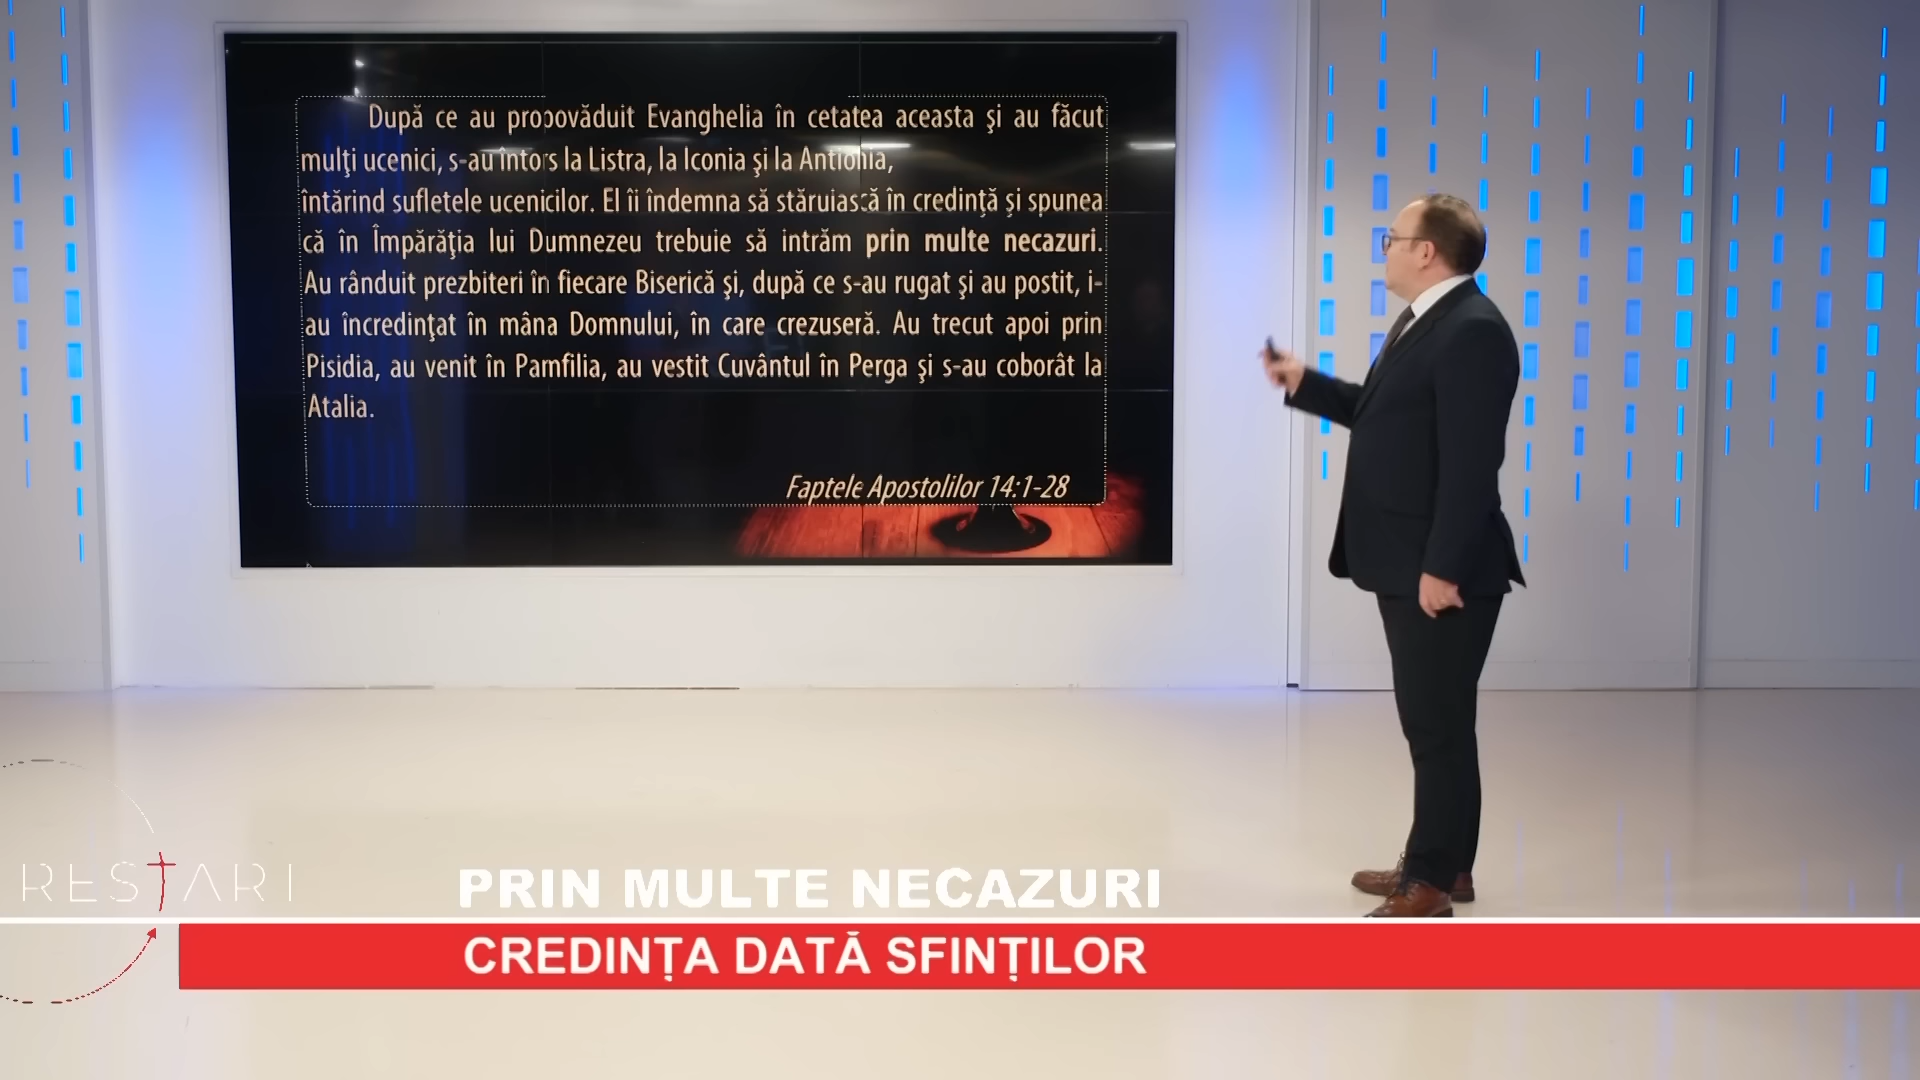 După ce au propovăduit Evanghelia în cetatea aceasta şi au făcut
mulţi ucenici, s-au întors la Listra, la Iconia şi la Antiohia,
întărind sufletele ucenicilor. El îi îndemna să stăruiască în credinţă şi spunea
că în Împărăţia lui Dumnezeu trebuie să intrăm prin multe necazuri.
Au rânduit prezbiteri în fiecare Biserică şi, după ce s-au rugat şi au postit, i-
au încredinţat în mâna Domnului, în care crezuseră. Au trecut apoi prin
Pisidia, au venit în Pamfilia, au vestit Cuvântul în Perga şi s-au coborât la
Atalia.
Faptele Apostolilor 14:1-28
RESTARI
PRIN MULTE NECAZURI
CREDINȚA DATĂ SFINȚILOR